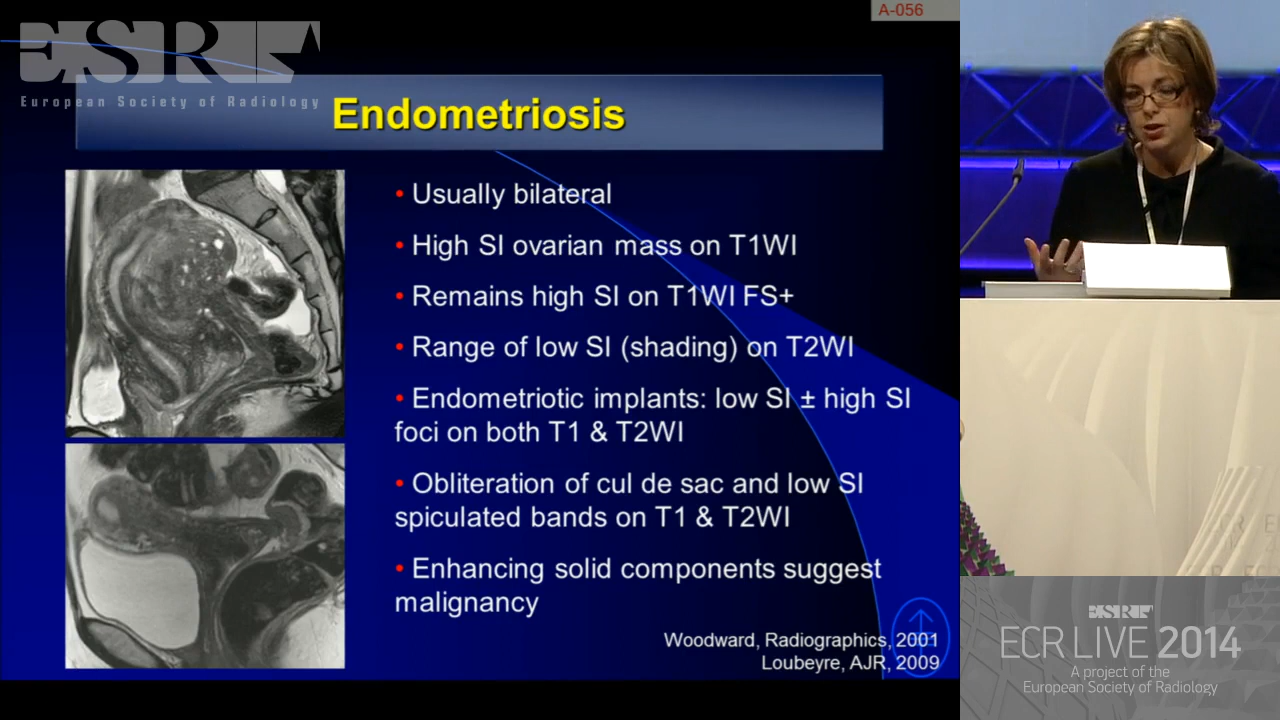 A-056
ESR
European Society of Radiology
Endometriosis
• Usually bilateral
• High SI ovarian mass on T1WI
• Remains high SI on T1WI FS+
• Range of low SI (shading) on T2WI
• Endometriotic implants: low SI ± high SI
foci on both T1 & T2WI
• Obliteration of cul de sac and low SI
spiculated bands on T1 & T2WI
• Enhancing solid components suggest
malignancy
Woodward, Radiographics, 2001
Loubeyre, AJR, 2009
ESR
ECR LIVE 2014
A project of the
European Society of Radiology